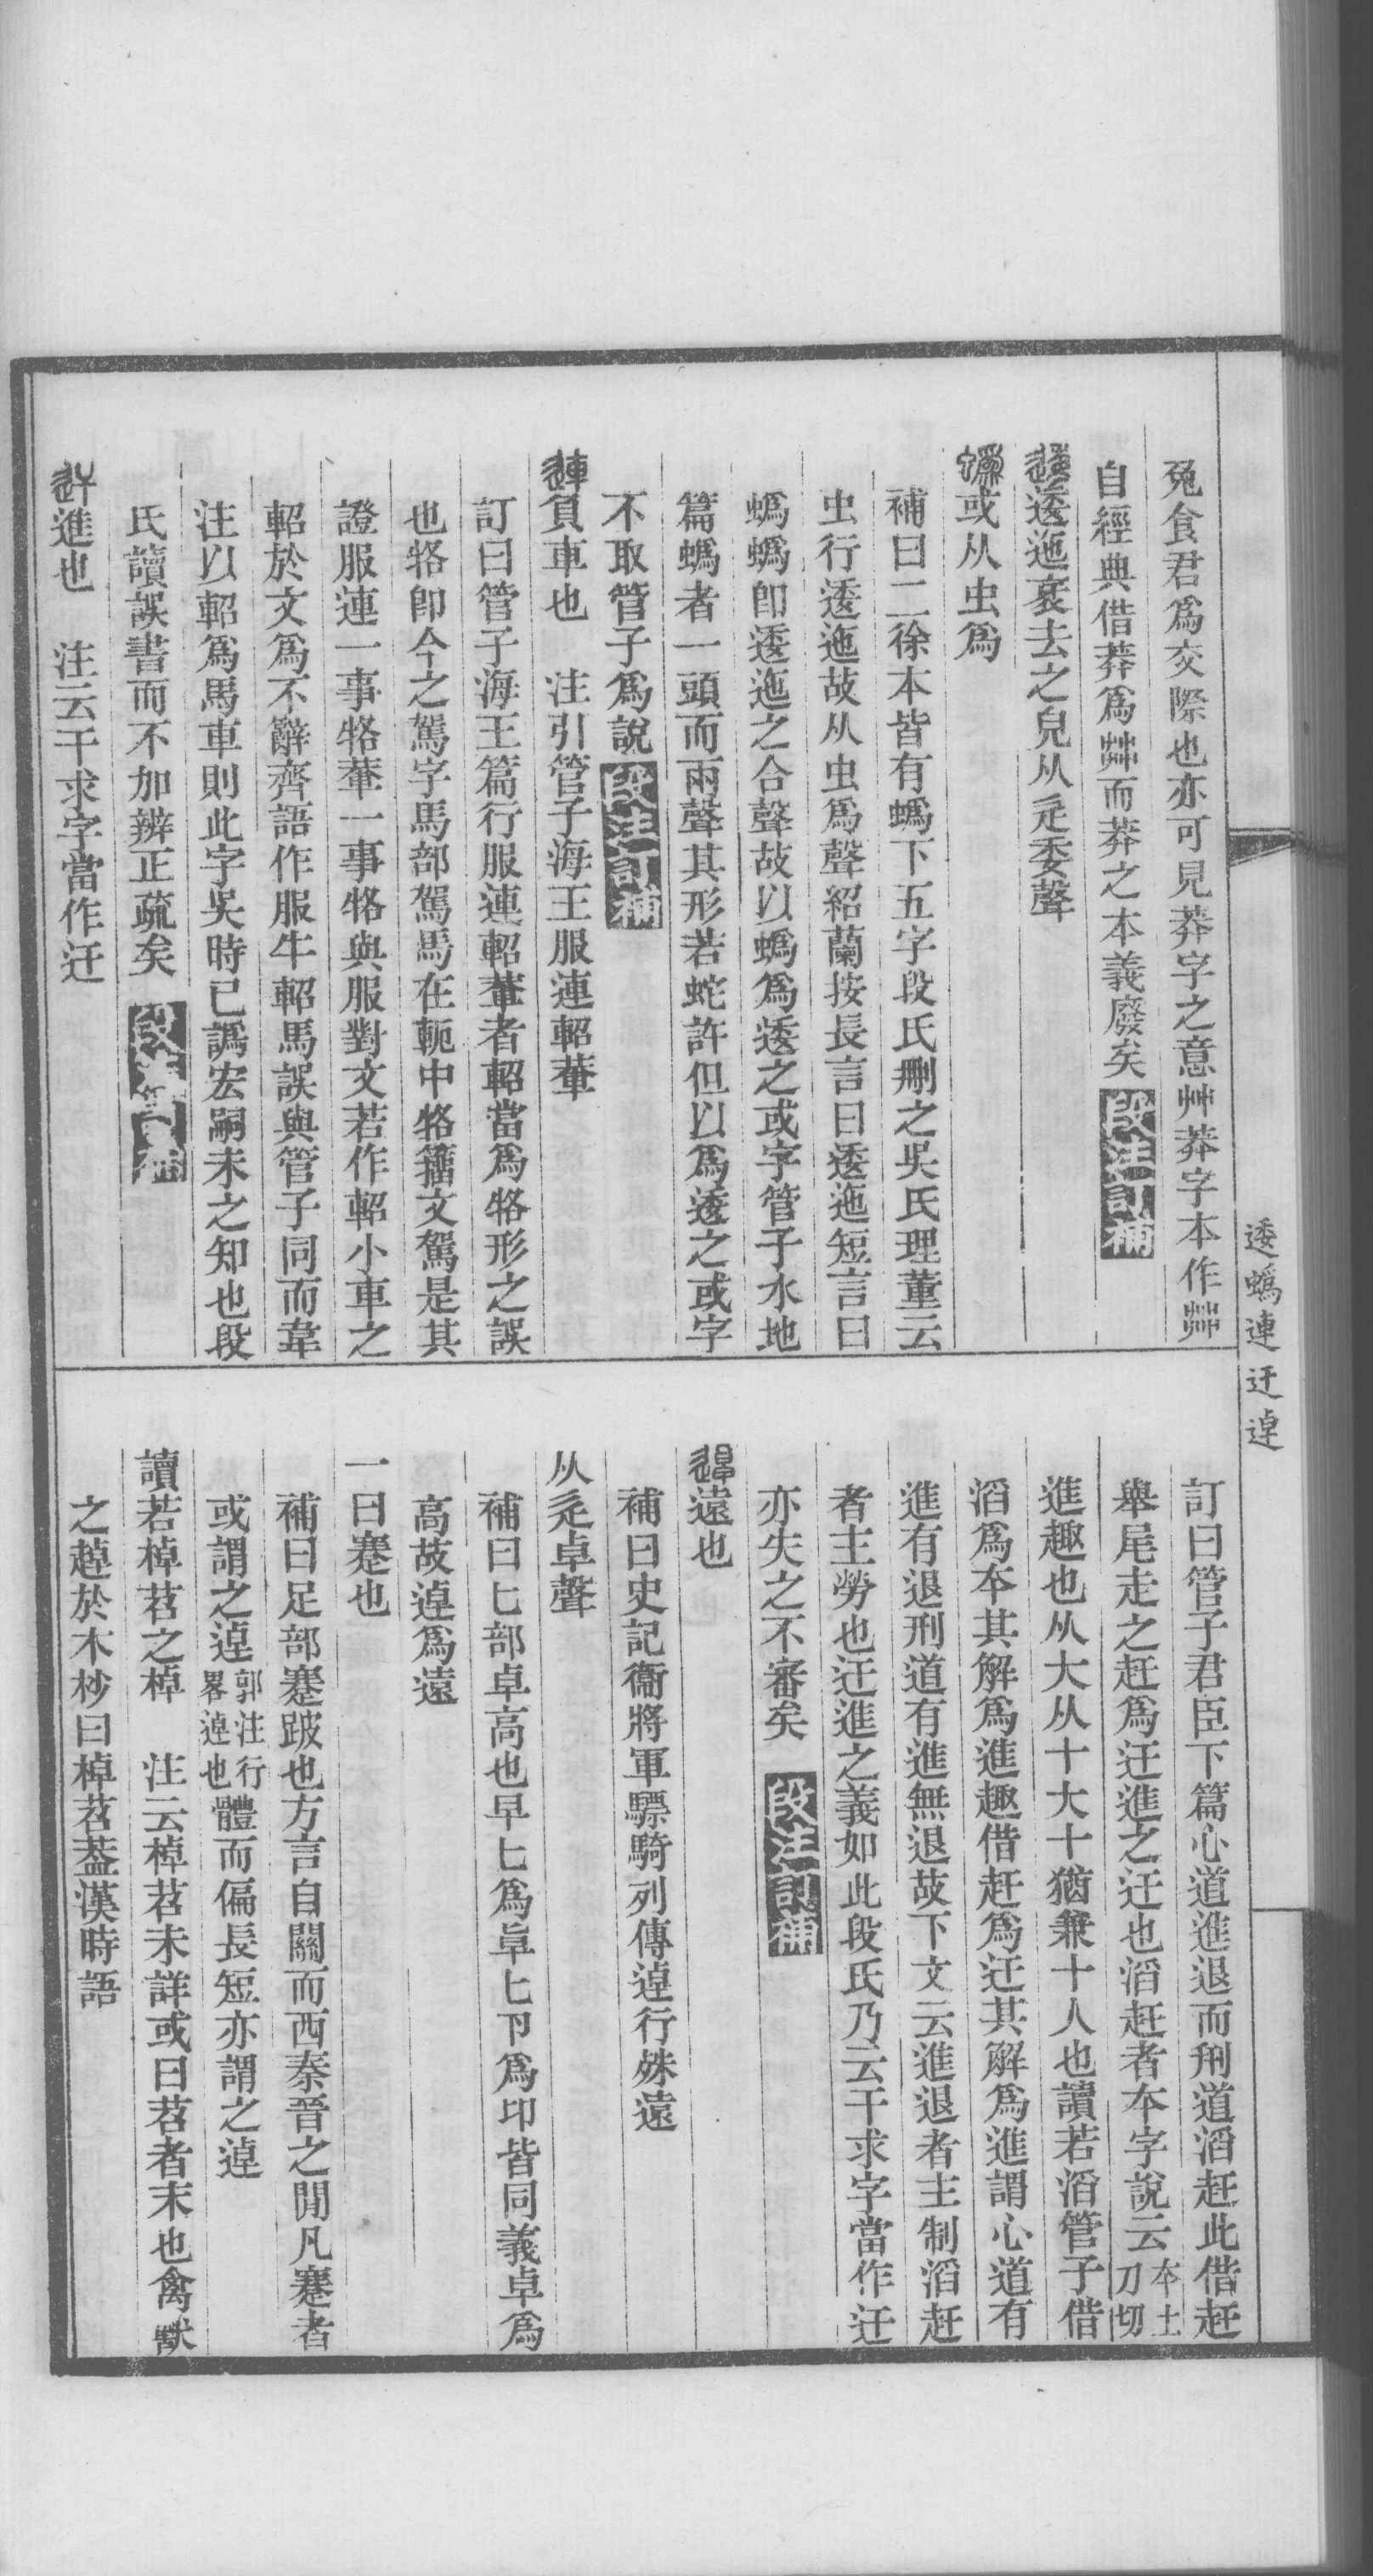 兔食君爲交際也亦可見莽字之意艸莽字本作茻
自經典借莽爲茻而莽之本義廢矣 段注訂補
逶逶迤衺去之皃从辵委聲
蟡或从虫爲
補曰二徐本皆有蟡下五字段氏刪之吳氏理董云
虫行逶迤故从虫爲聲紹蘭按長言曰逶迤短言曰
蟡蟡卽逶迤之合聲故以蟡爲逶之或字管子水地
篇蟡者一頭而兩聲其形若蛇許但以爲逶之或字
不取管子爲說 段注訂補
連負車也 注引管子海王服連軺輂
訂曰管子海王篇行服連軺輂者軺當爲㹊形之誤
也㹊卽今之駕字馬部駕馬在軛中㹊籒文駕是其
證服連一事㹊輂一事㹊與服對文若作軺小車之
軺於文爲不辭齊語作服牛軺馬誤與管子同而韋
注以軺爲馬車則此字吳時已譌宏嗣未之知也段
氏讀誤書而不加辨正疏矣 段注訂補
迀進也 注云干求字當作迀
逶蟡連迀逴
訂曰管子君臣下篇心道進退而刑道滔赶此借赶
舉尾走之赶爲迀進之迀也滔赶者夲字說云夲土刀切
進趣也从大从十大十猶兼十人也讀若滔管子借
滔爲夲其解爲進趣借赶爲迀其解爲進謂心道有
進有退刑道有進無退故下文云進退者主制滔赶
者主勞也迀進之義如此段氏乃云干求字當作迀
亦失之不審矣 段注訂補
逴遠也
補曰史記衞將軍驃騎列傳逴行殊遠
从辵卓聲
補曰匕部卓高也早匕爲𠦝匕卪爲卬皆同義卓爲
高故逴爲遠
一曰蹇也
補曰足部蹇跛也方言自關而西秦晉之閒凡蹇者
或謂之逴郭注行畧逴也體而偏長短亦謂之逴
讀若棹苕之棹 注云棹苕未詳或曰苕者末也禽獸
之趠於木杪曰棹苕葢漢時語